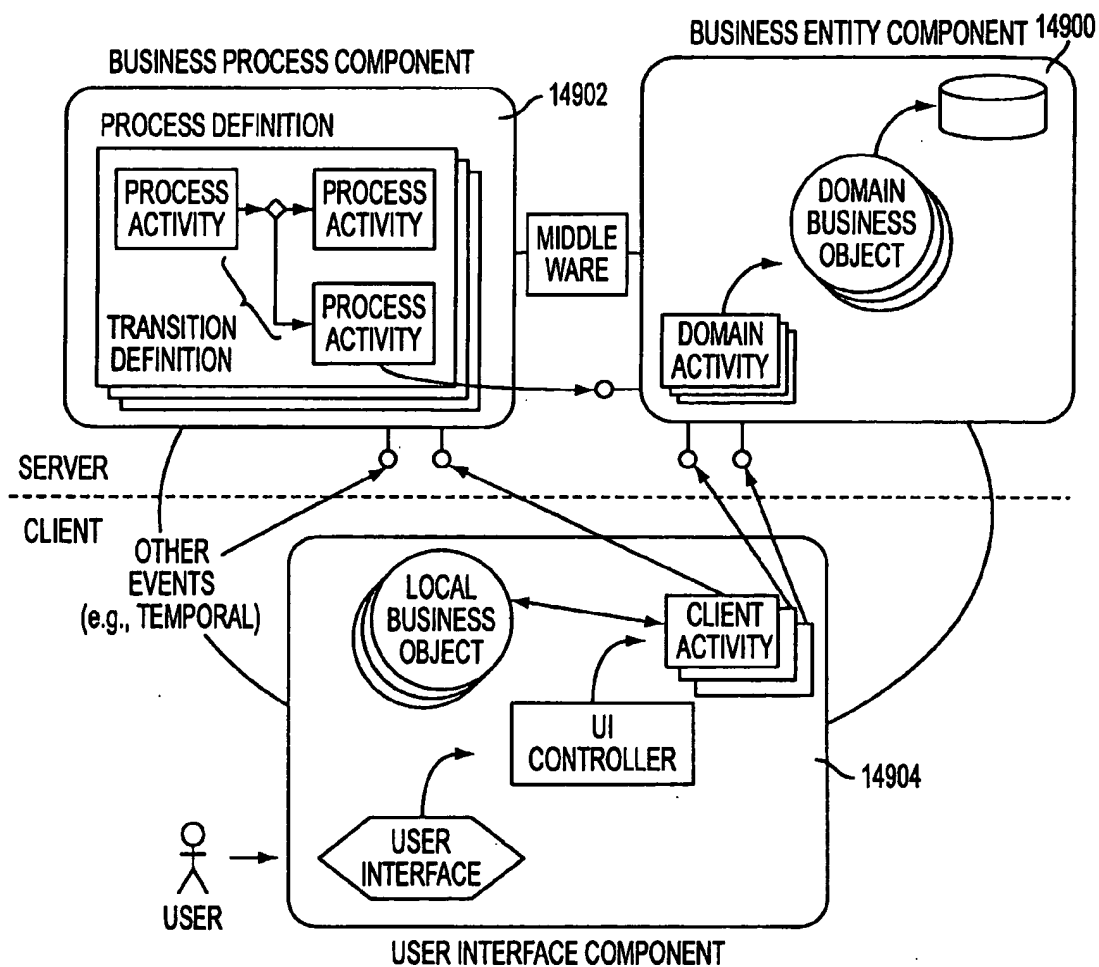 BUSINESS PROCESS COMPONENT
14902
PROCESS DEFINITION
PROCESS
ACTIVITY
PROCESS
ACTIVITY
PROCESS
ACTIVITY
TRANSITION
DEFINITION
MIDDLE
WARE
BUSINESS ENTITY COMPONENT
14900
DOMAIN
BUSINESS
OBJECT
DOMAIN
ACTIVITY
SERVER
CLIENT
OTHER
EVENTS
(e.g., TEMPORAL)
LOCAL
BUSINESS
OBJECT
CLIENT
ACTIVITY
UI
CONTROLLER
14904
USER
INTERFACE
USER
USER INTERFACE COMPONENT